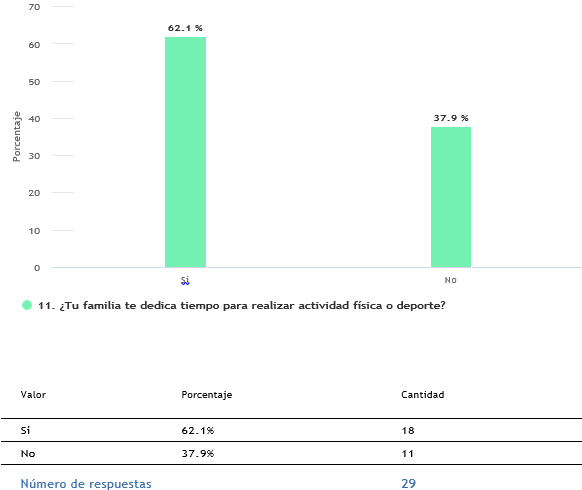 70
62.1 %
60
50
40
37.9 %
Porcentaje
30
20
10
0
Si
No
11. ¿Tu familia te dedica tiempo para realizar actividad física o deporte?
Valor Porcentaje Cantidad
Si 62.1% 18
No 37.9% 11
Número de respuestas 29